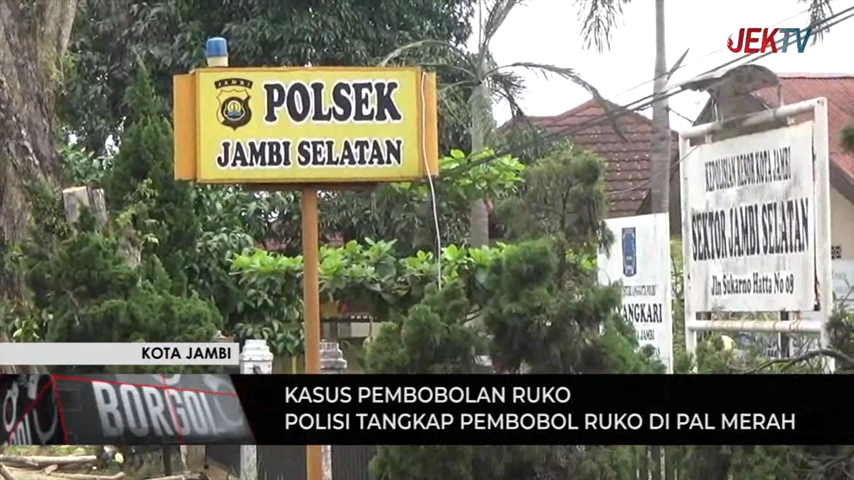 JEKTV
JAMBI
POLSEK
JAMBI SELATAN
KEPOLISIAN RESOR KOTA JAMBI
SEKTOR JAMBI SELATAN
Jln Sukarno Hatta No 09
KOTA JAMBI
BORGOL
KASUS PEMBOBOLAN RUKO
POLISI TANGKAP PEMBOBOL RUKO DI PAL MERAH